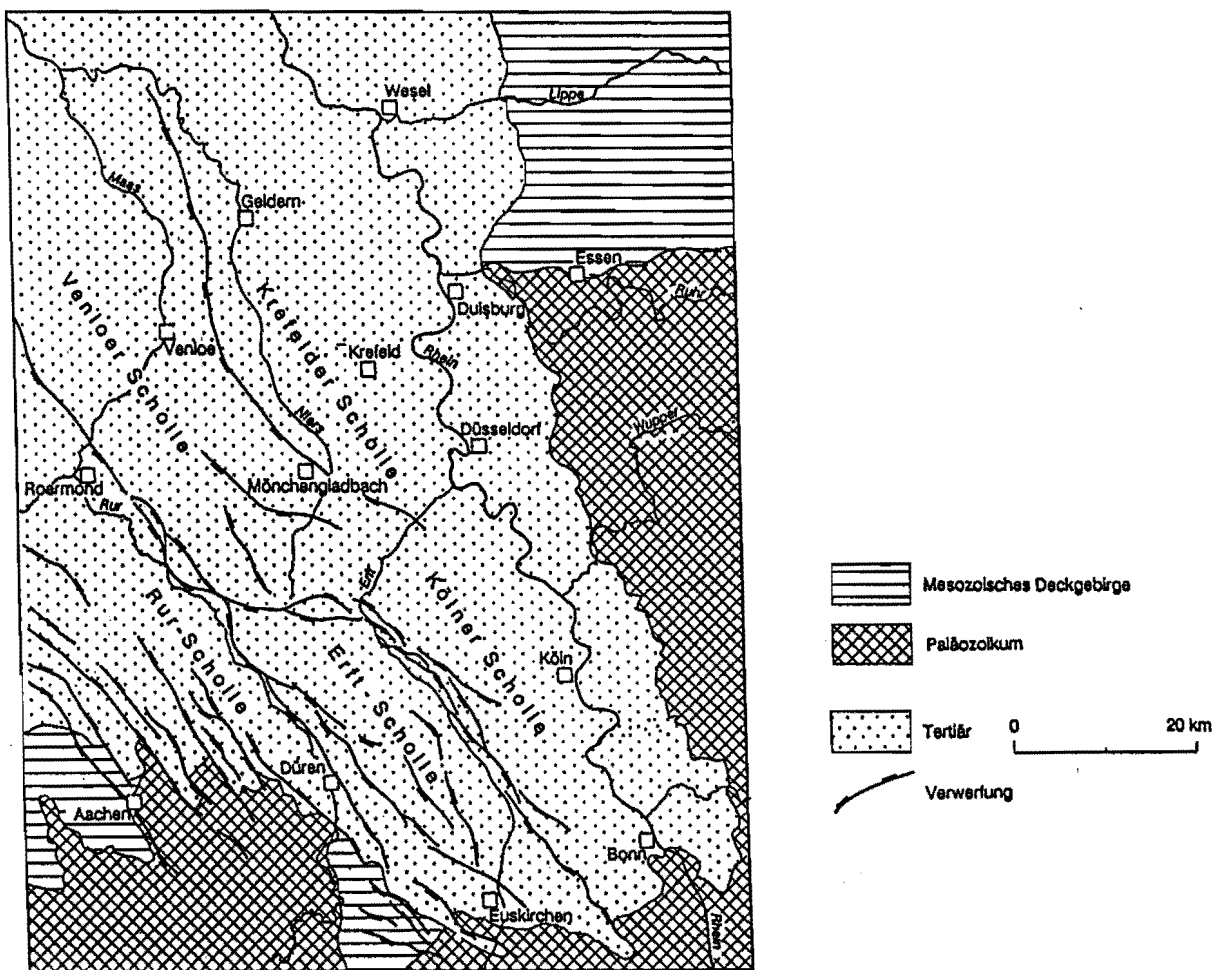 Wesel
Lippe
Maas
Geldern
Essen
Ruhr
Duisburg
Venloer Scholle
Krefelder Scholle
Venloe
Krefeld
Rhein
Niers
Wupper
Düsseldorf
Roermond
Mönchengladbach
Rur
Erft
Kölner Scholle
Rur-Scholle
Erft-Scholle
Köln
Düren
Aachen
Bonn
Euskirchen
Rhein
Mesozoisches Deckgebirge
Paläozoikum
Tertiär
0 20 km
Verwerfung